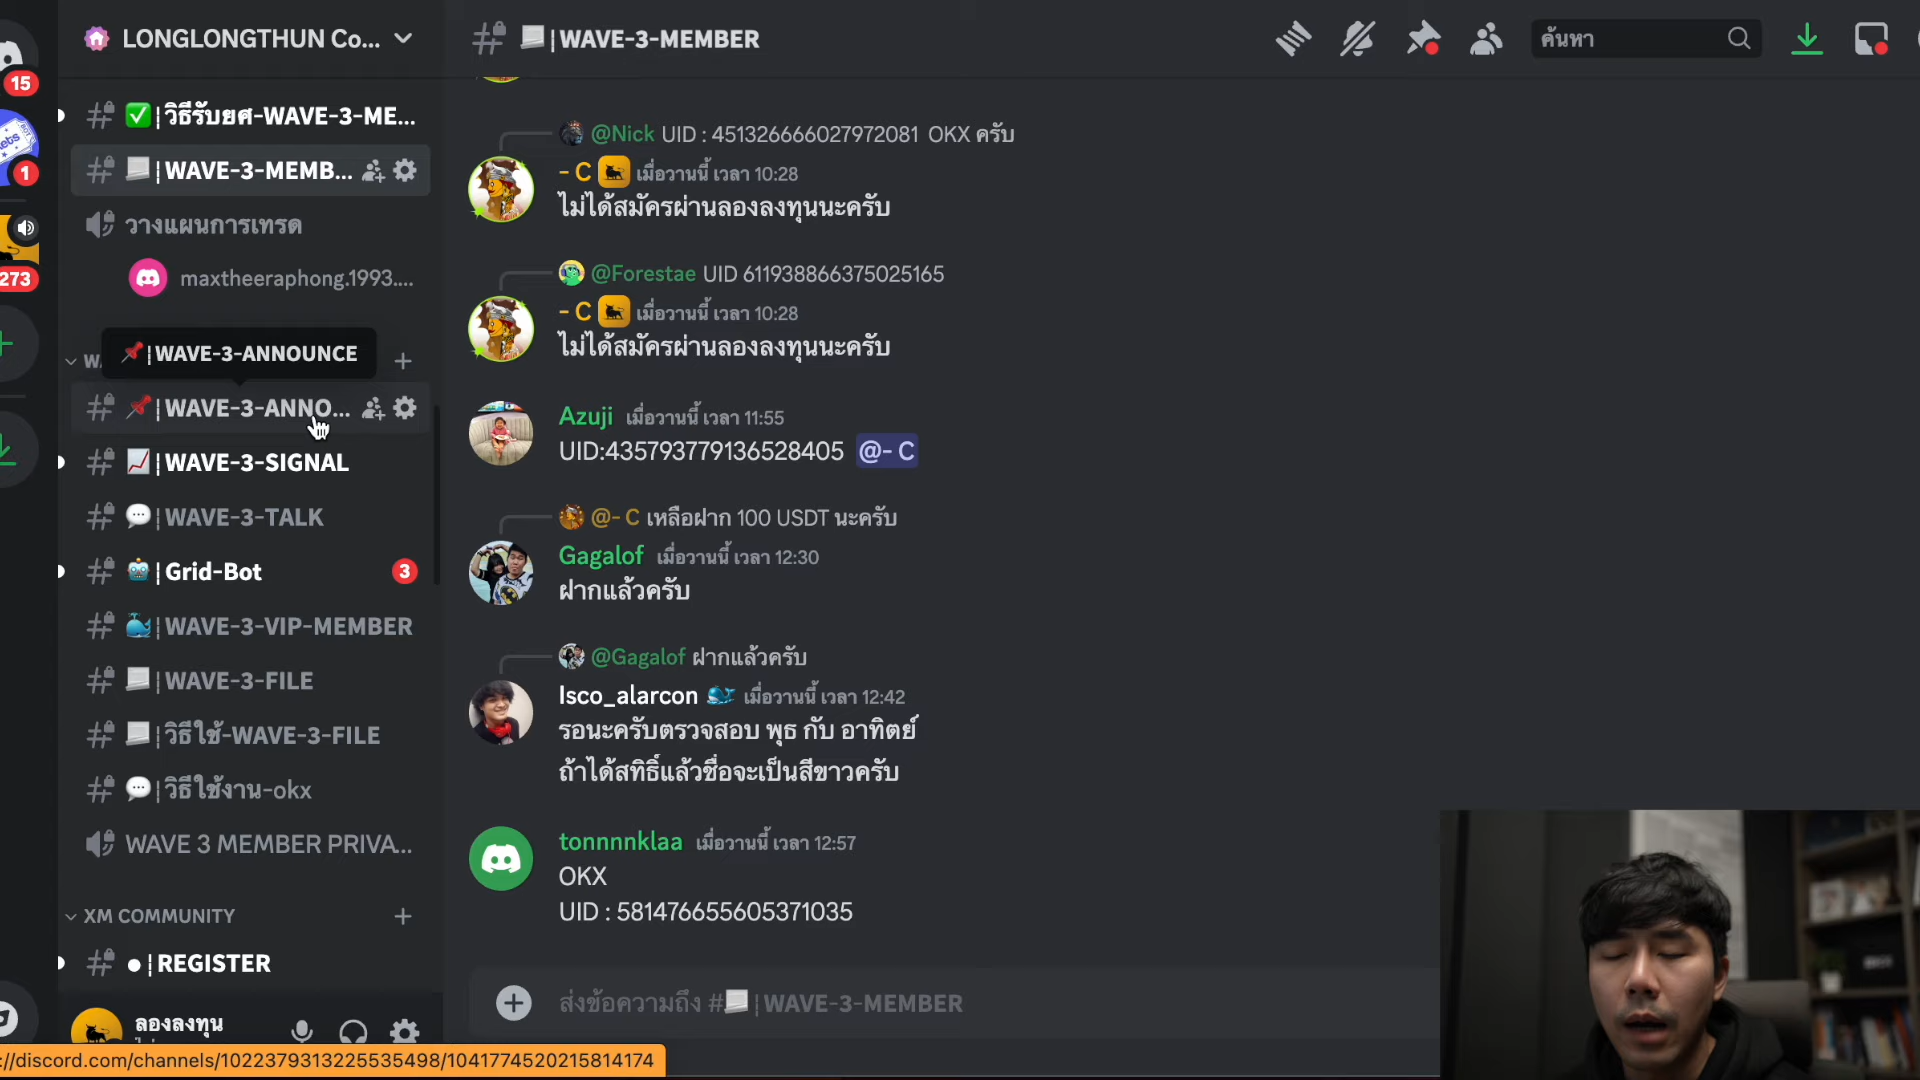 LONGLONGTHUN Co...
15
1
273
✅¦วิธีรับยศ-WAVE-3-ME...
¦WAVE-3-MEMB...
วางแผนการเทรด
maxtheeraphong.1993....
📌¦WAVE-3-ANNOUNCE
📌¦WAVE-3-ANNO...
📈¦WAVE-3-SIGNAL
💬¦WAVE-3-TALK
🤖¦Grid-Bot
3
🐳¦WAVE-3-VIP-MEMBER
¦WAVE-3-FILE
¦วิธีใช้-WAVE-3-FILE
💬¦วิธีใช้งาน-okx
WAVE 3 MEMBER PRIVA...
XM COMMUNITY
¦REGISTER
ลองลงทุน
://discord.com/channels/1022379313225535498/1041774520215814174
¦WAVE-3-MEMBER
ค้นหา
@Nick UID : 451326666027972081 OKX ครับ
- C เมื่อวานนี้ เวลา 10:28
ไม่ได้สมัครผ่านลองลงทุนนะครับ
@Forestae UID 611938866375025165
- C เมื่อวานนี้ เวลา 10:28
ไม่ได้สมัครผ่านลองลงทุนนะครับ
Azuji เมื่อวานนี้ เวลา 11:55
UID:435793779136528405 @- C
@- C เหลือฝาก 100 USDT นะครับ
Gagalof เมื่อวานนี้ เวลา 12:30
ฝากแล้วครับ
@Gagalof ฝากแล้วครับ
Isco_alarcon 🐳 เมื่อวานนี้ เวลา 12:42
รอนะครับตรวจสอบ พุธ กับ อาทิตย์
ถ้าได้สิทธิ์แล้วชื่อจะเป็นสีขาวครับ
tonnnnklaa เมื่อวานนี้ เวลา 12:57
OKX
UID : 581476655605371035
ส่งข้อความถึง #¦WAVE-3-MEMBER